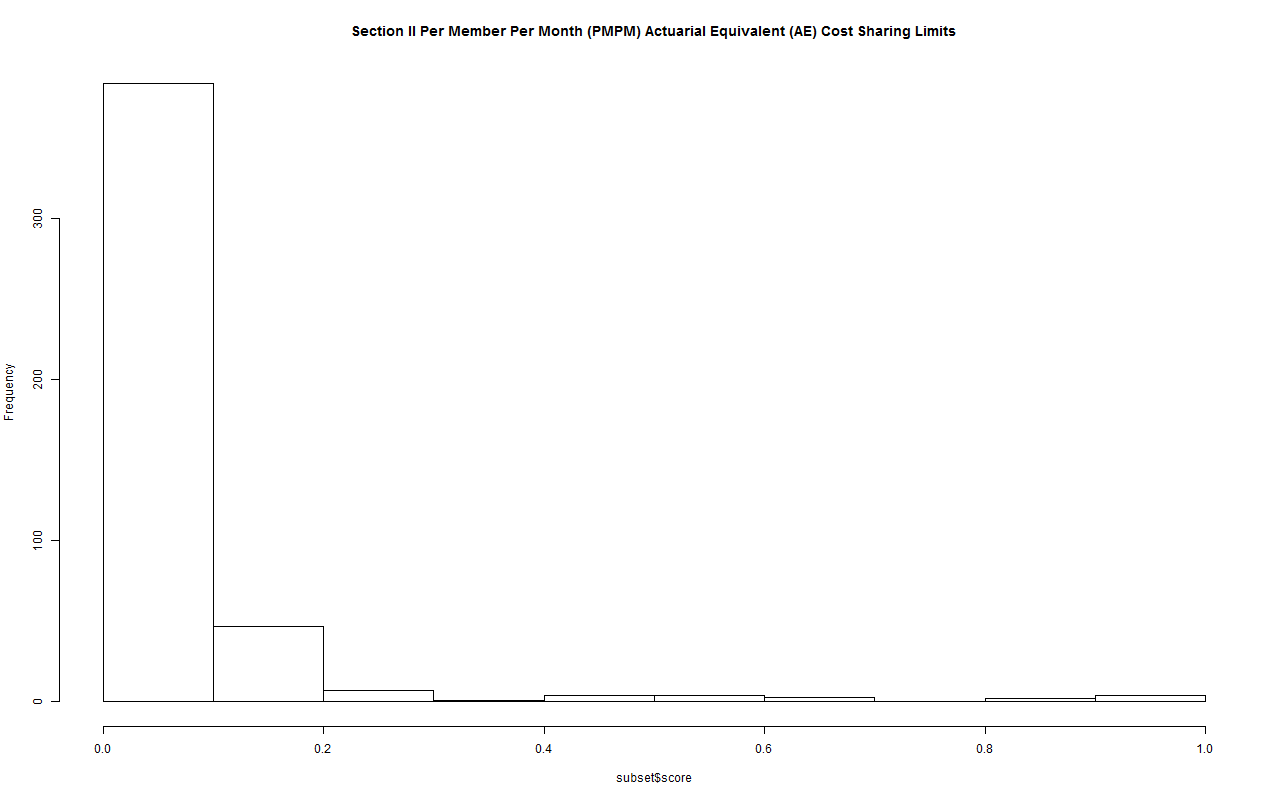 Section II Per Member Per Month (PMPM) Actuarial Equivalent (AE) Cost Sharing Limits
300
200
100
0
Frequency
0.0 0.2 0.4 0.6 0.8 1.0
subset$score